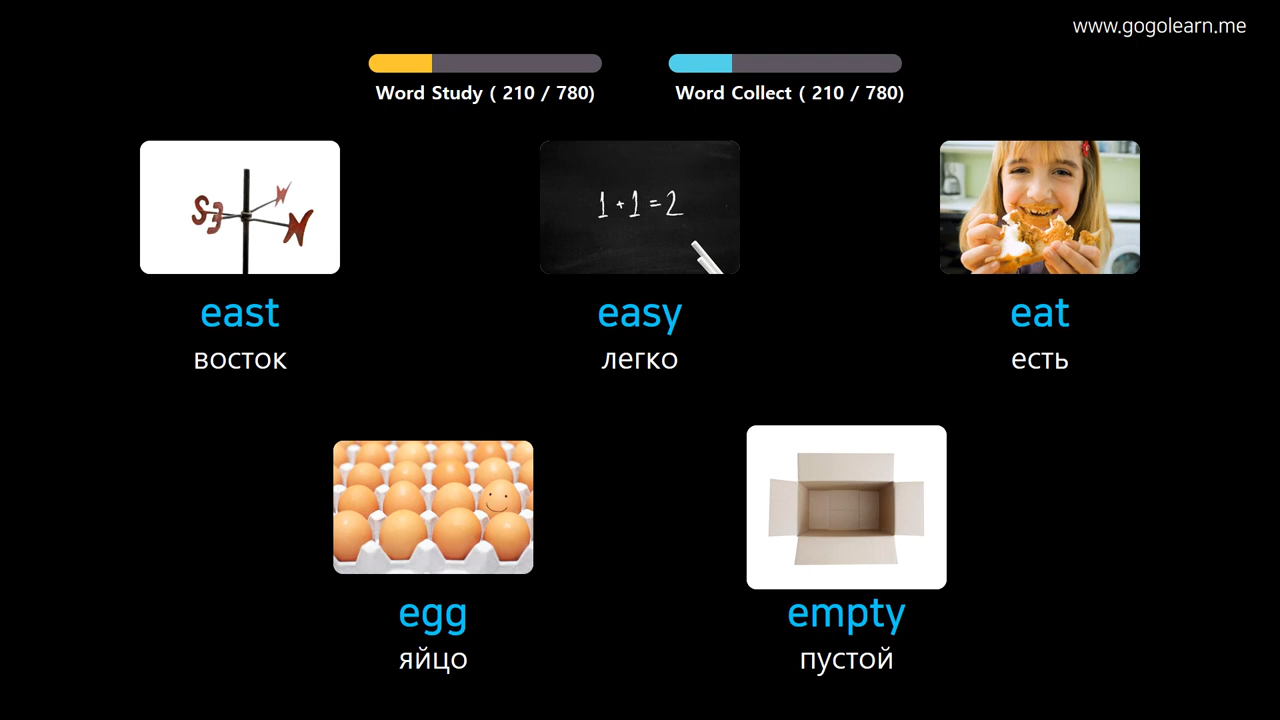 www.gogolearn.me
Word Study ( 210 / 780)
Word Collect ( 210 / 780)
1 + 1 = 2
east
восток
easy
легко
eat
есть
egg
яйцо
empty
пустой